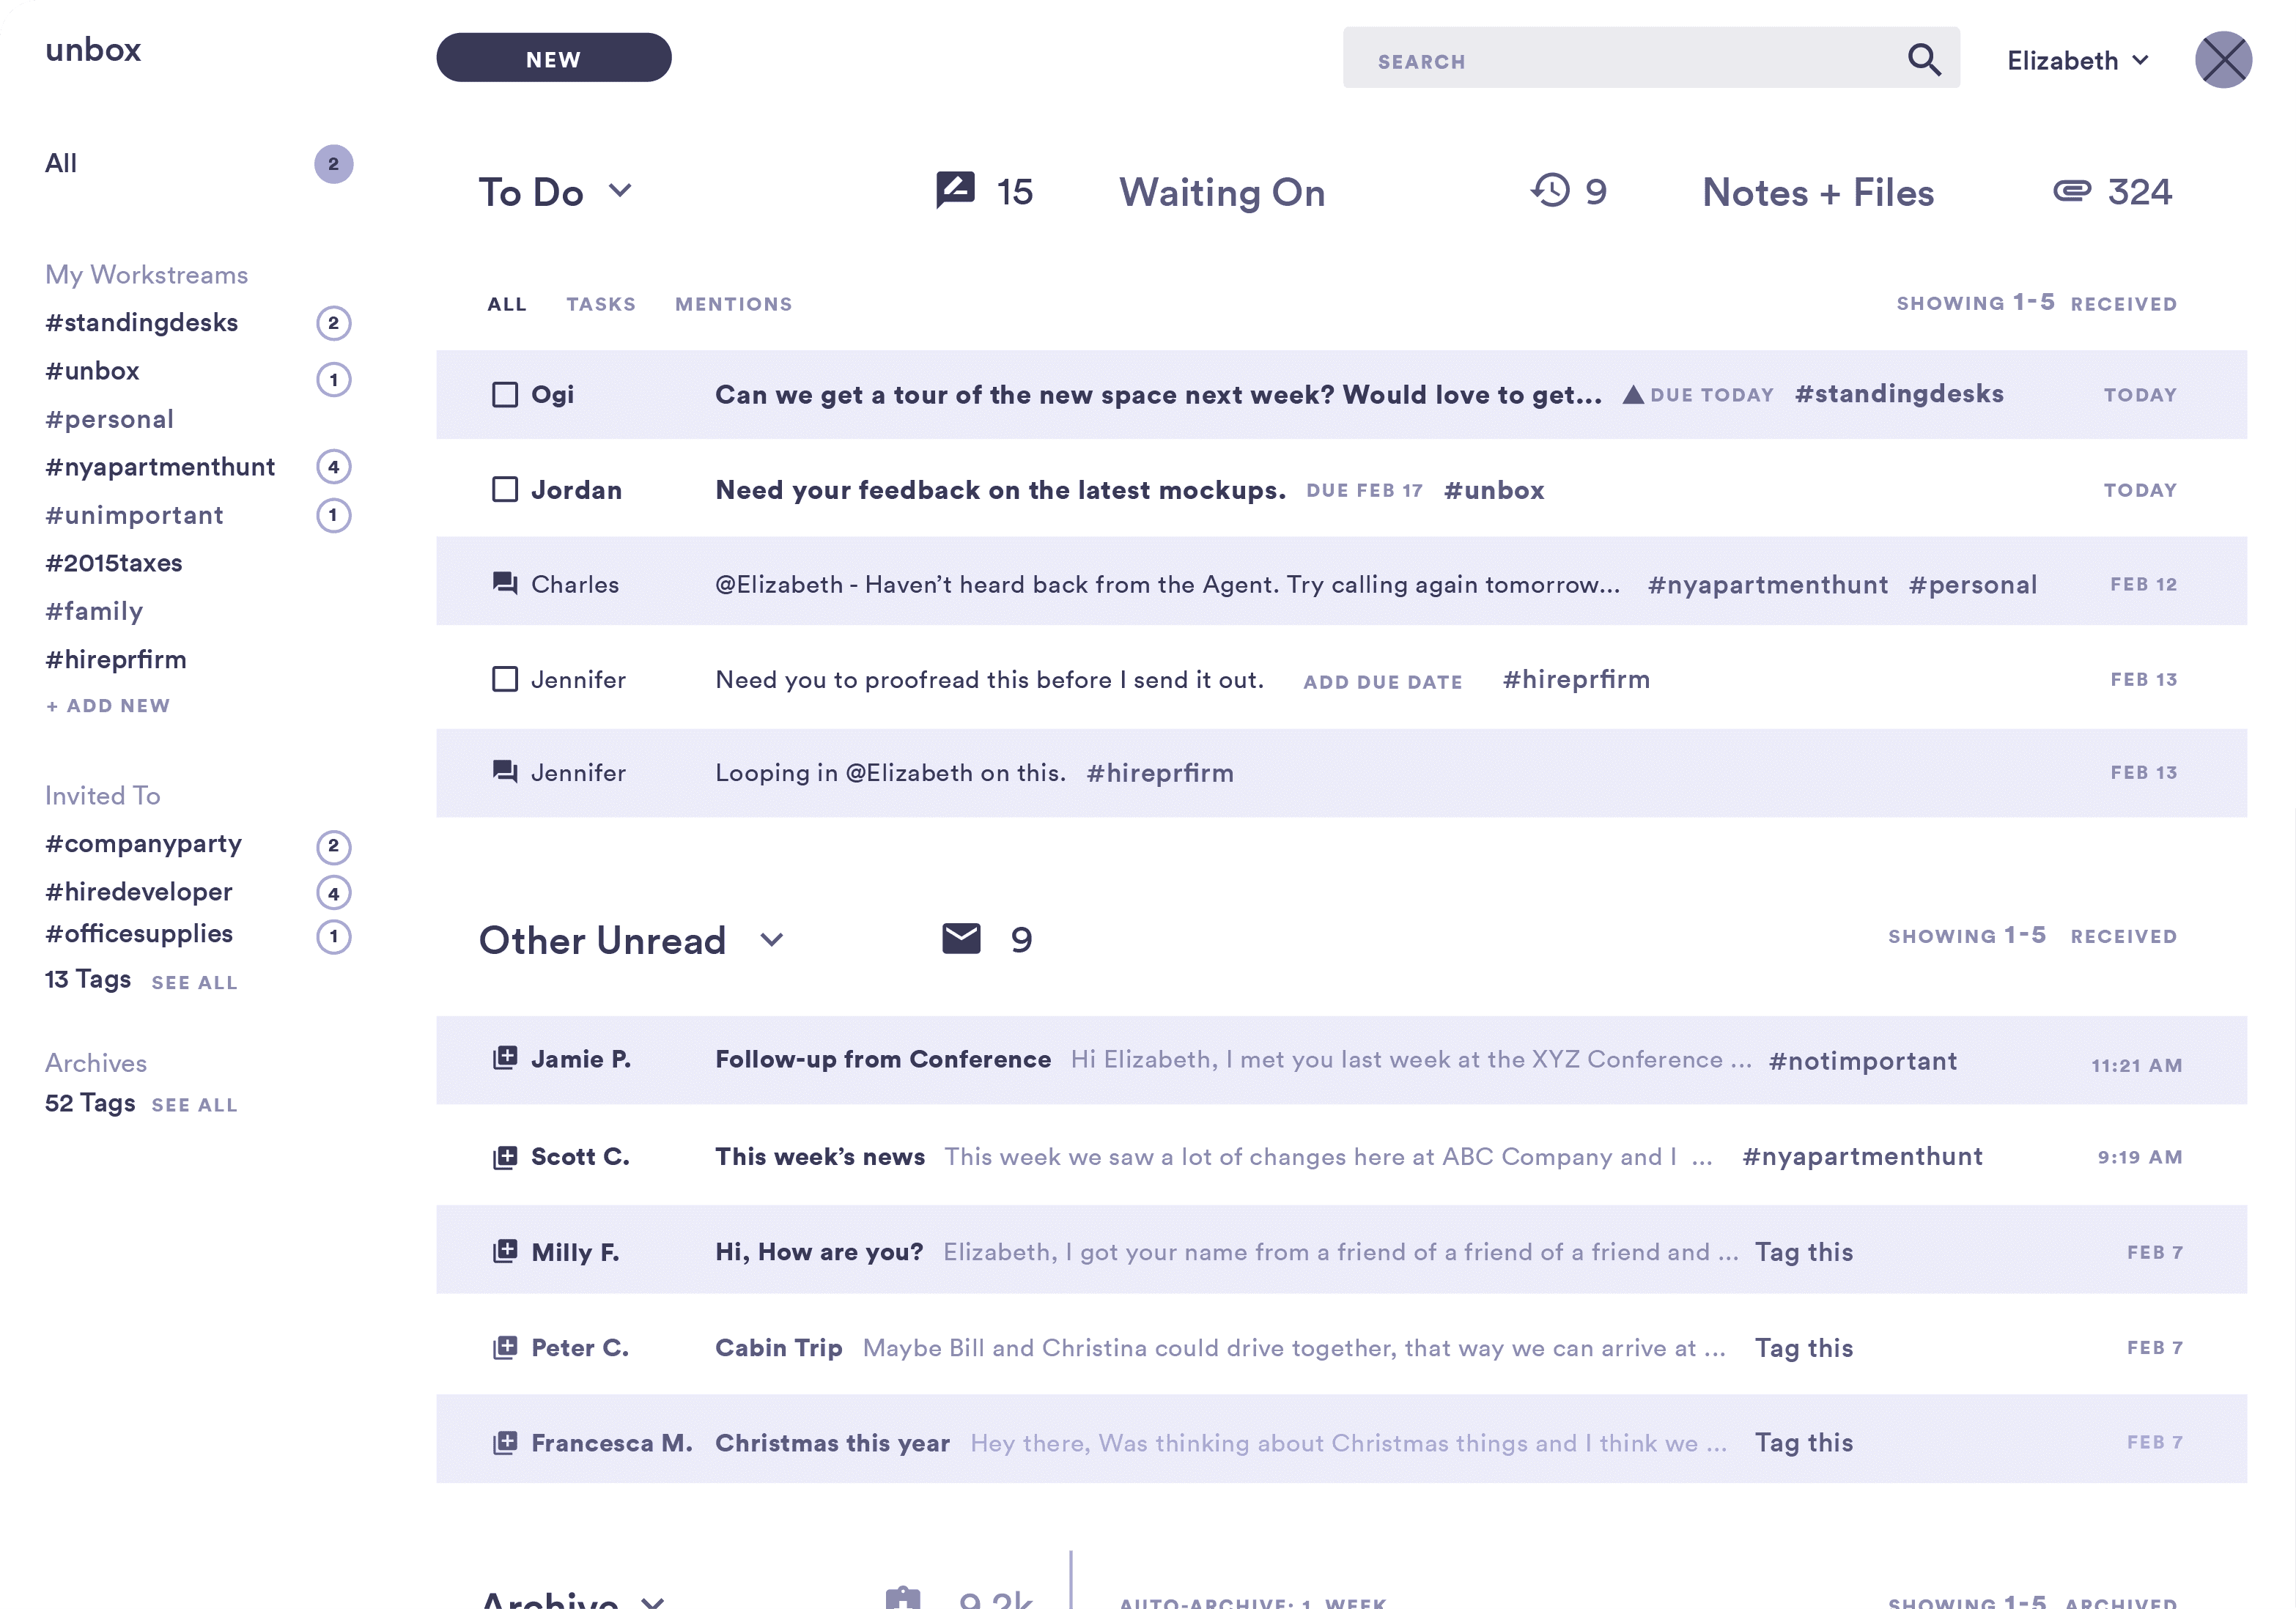 unbox
NEW
SEARCH
Elizabeth
All 2
My Workstreams
#standingdesks 2
#unbox 1
#personal
#nyapartmenthunt 4
#unimportant 1
#2015taxes
#family
#hireprfirm
+ ADD NEW
Invited To
#companyparty 2
#hiredeveloper 4
#officesupplies 1
13 Tags SEE ALL
Archives
52 Tags SEE ALL
To Do 15 Waiting On 9 Notes + Files 324
ALL TASKS MENTIONS SHOWING 1-5 RECEIVED
Ogi Can we get a tour of the new space next week? Would love to get... DUE TODAY #standingdesks TODAY
Jordan Need your feedback on the latest mockups. DUE FEB 17 #unbox TODAY
Charles @Elizabeth - Haven’t heard back from the Agent. Try calling again tomorrow... #nyapartmenthunt #personal FEB 12
Jennifer Need you to proofread this before I send it out. ADD DUE DATE #hireprfirm FEB 13
Jennifer Looping in @Elizabeth on this. #hireprfirm FEB 13
Other Unread 9 SHOWING 1-5 RECEIVED
Jamie P. Follow-up from Conference Hi Elizabeth, I met you last week at the XYZ Conference ... #notimportant 11:21 AM
Scott C. This week’s news This week we saw a lot of changes here at ABC Company and I ... #nyapartmenthunt 9:19 AM
Milly F. Hi, How are you? Elizabeth, I got your name from a friend of a friend of a friend and ... Tag this FEB 7
Peter C. Cabin Trip Maybe Bill and Christina could drive together, that way we can arrive at ... Tag this FEB 7
Francesca M. Christmas this year Hey there, Was thinking about Christmas things and I think we ... Tag this FEB 7
Archive 9.2k AUTO-ARCHIVE: 1 WEEK SHOWING 1-5 ARCHIVED